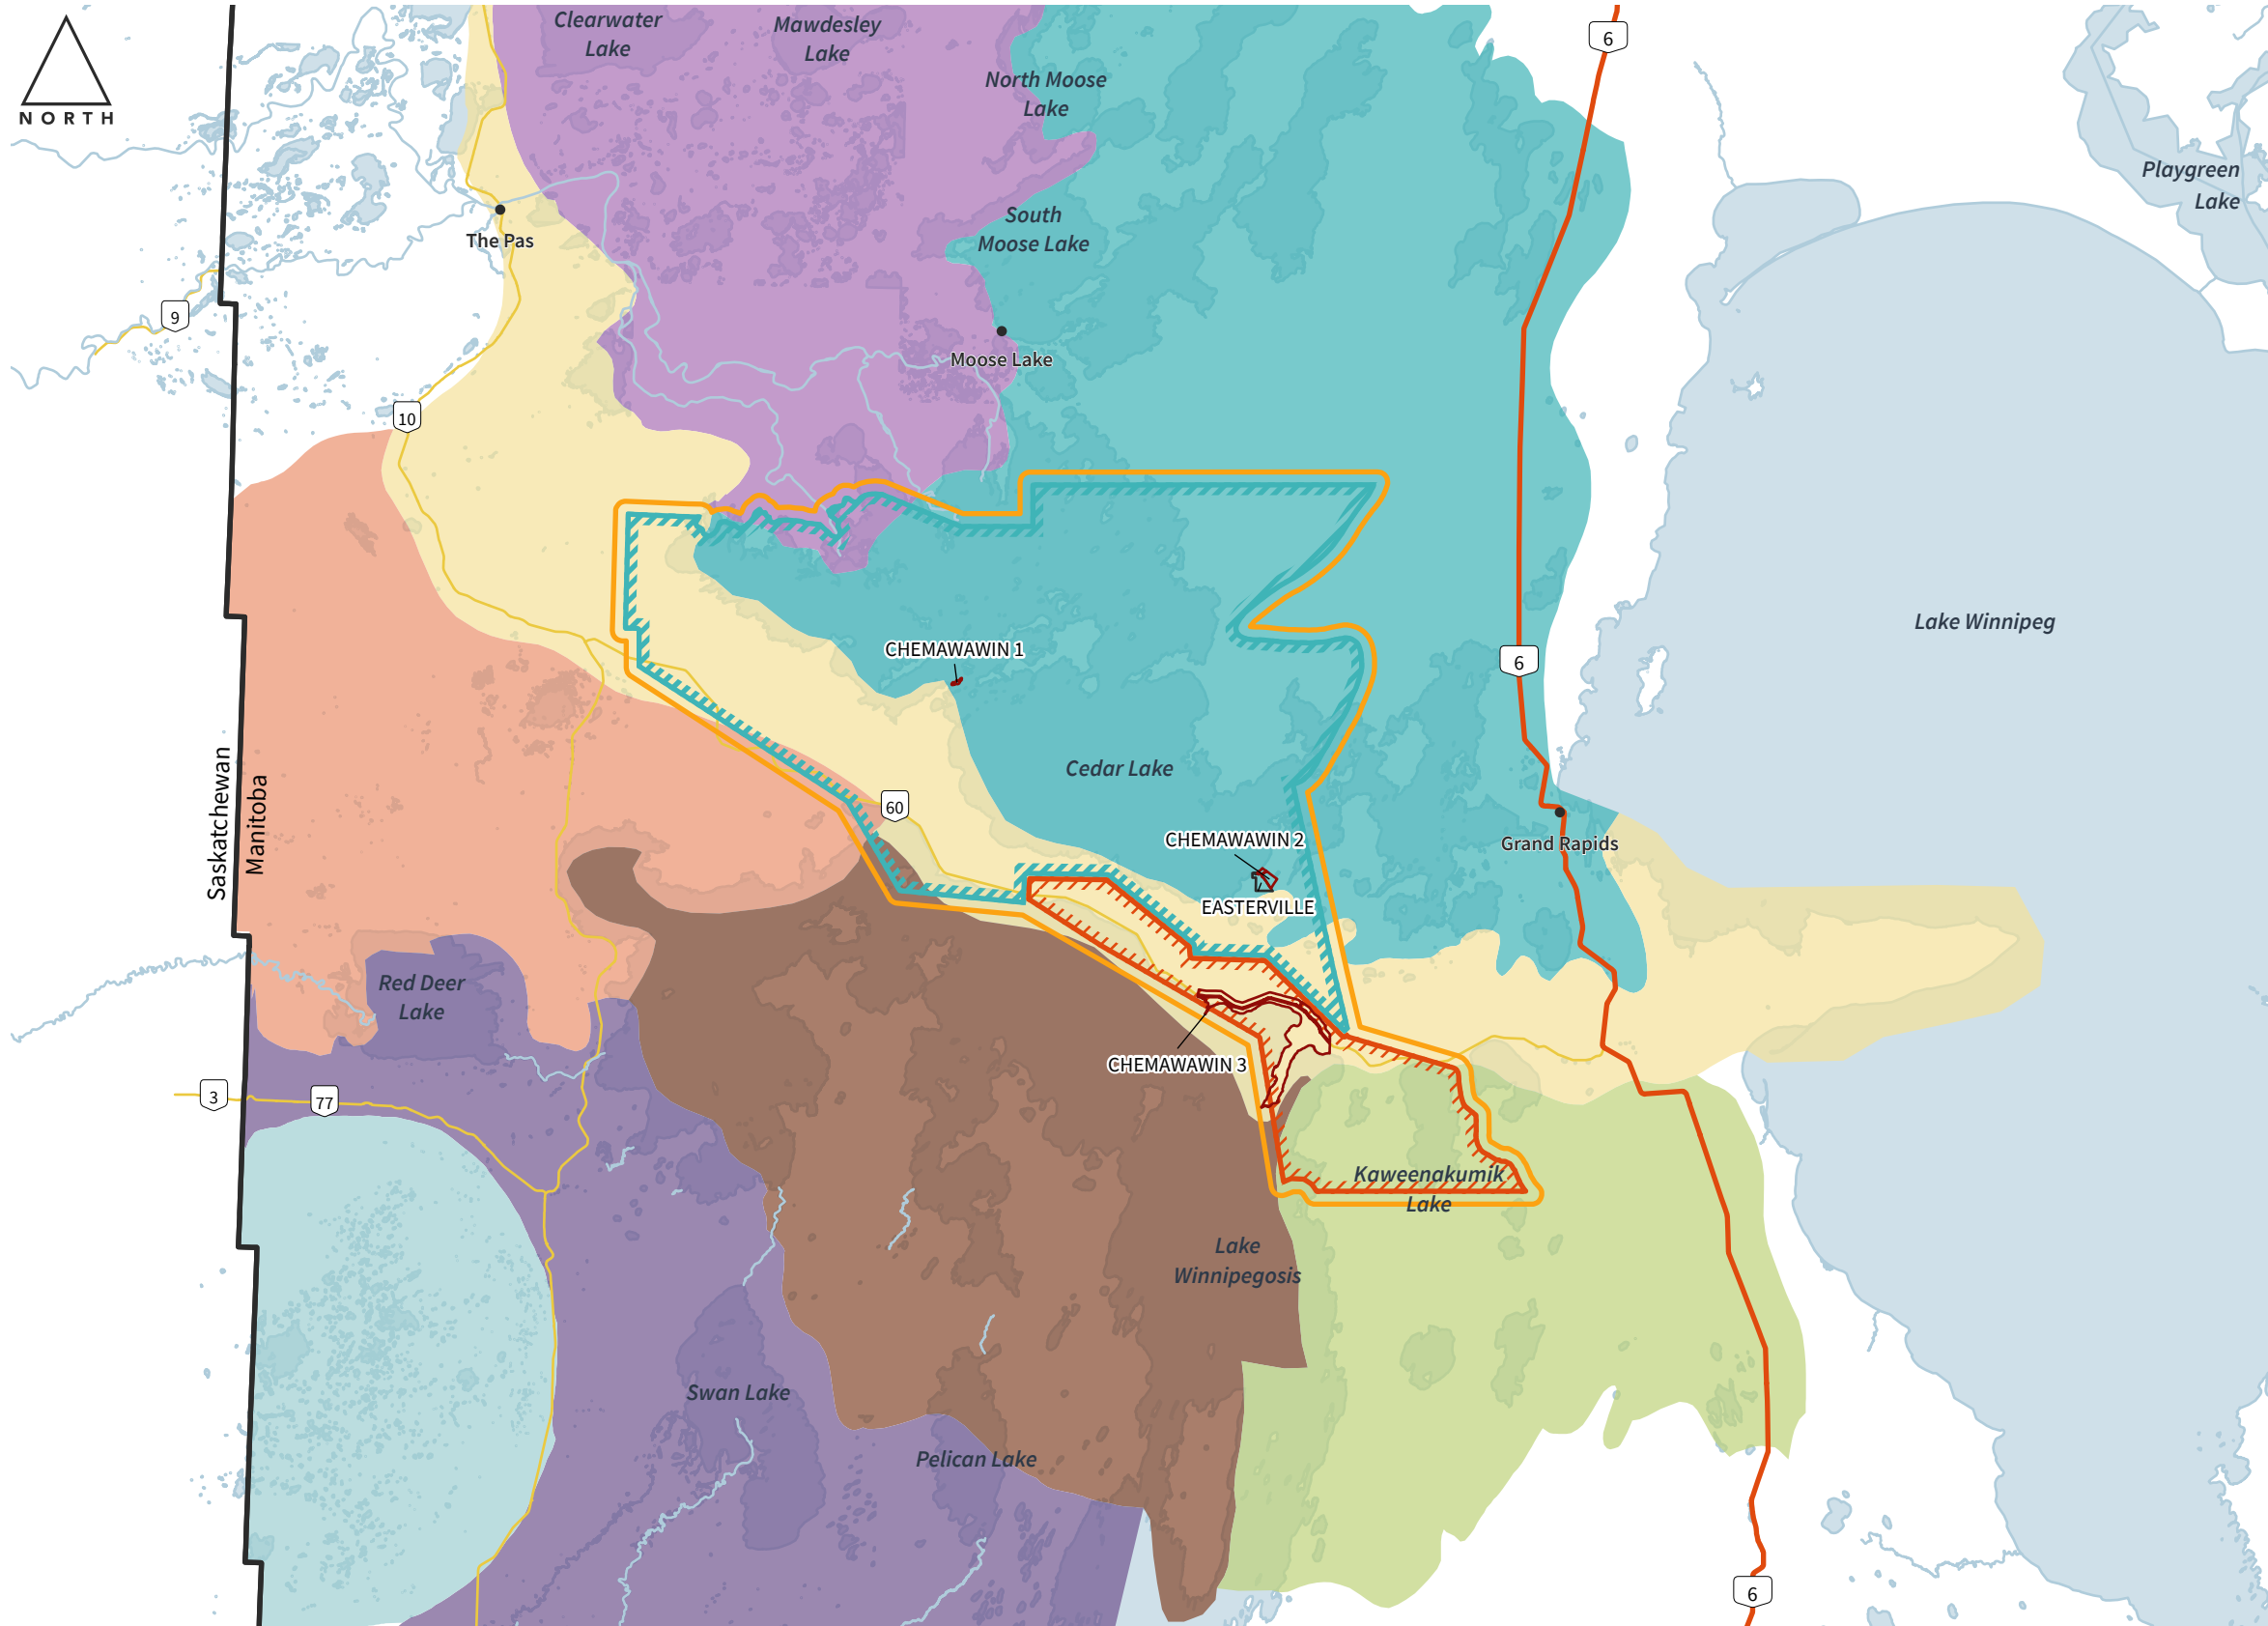 Clearwater
Lake
Mawdesley
Lake
6
North Moose
Lake
NORTH
Playgreen
Lake
South
Moose Lake
The Pas
9
Moose Lake
10
Lake Winnipeg
CHEMAWAWIN 1
6
Cedar Lake
60
Saskatchewan
Manitoba
CHEMAWAWIN 2
Grand Rapids
EASTERVILLE
Red Deer
Lake
CHEMAWAWIN 3
3
77
Kaweenakumik
Lake
Lake
Winnipegosis
Swan Lake
Pelican Lake
6